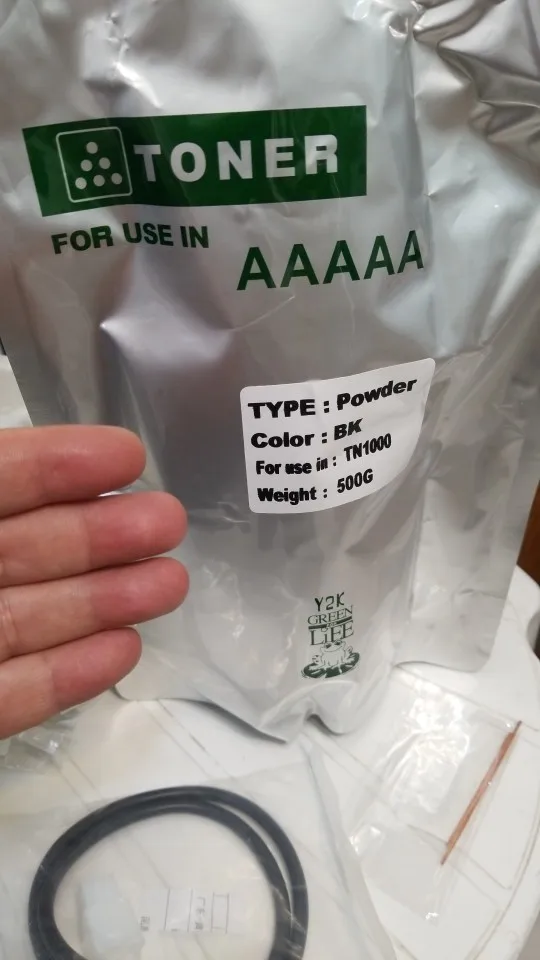 TONER
FOR USE IN
AAAAA
TYPE : Powder
Color : BK
For use in : TN1000
Weight : 500G
Y2K
GREEN
LiFE